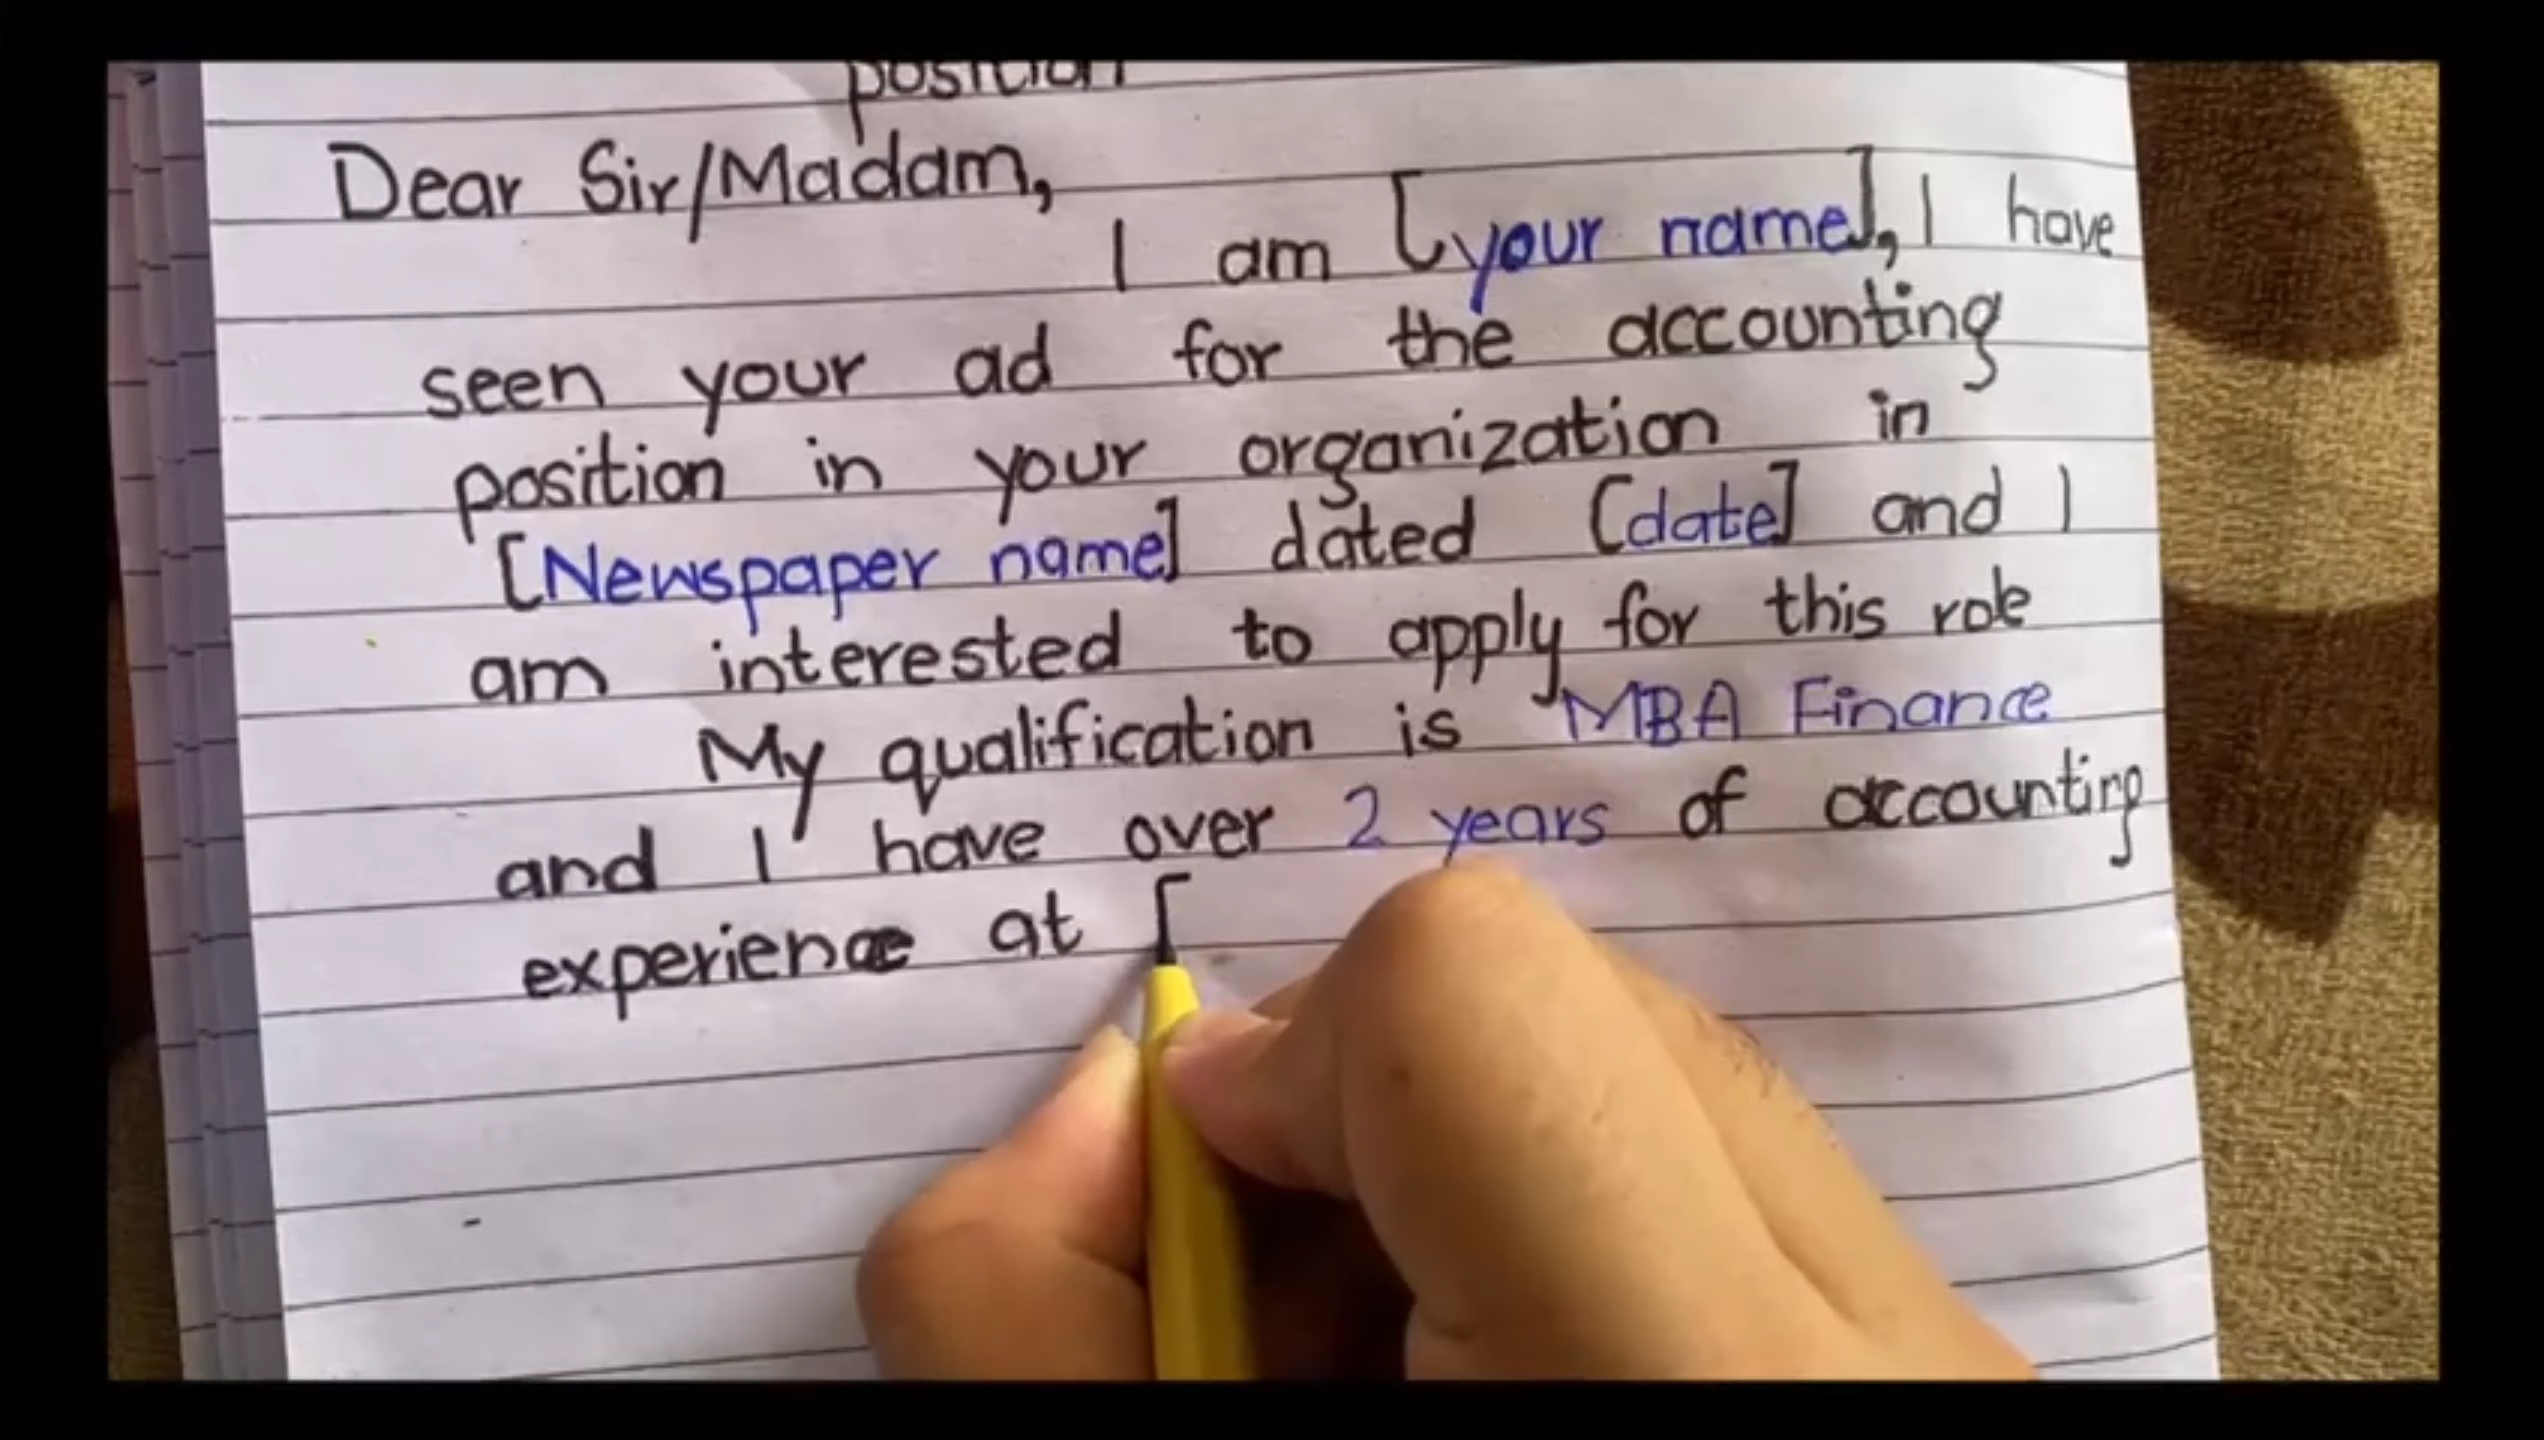 position
Dear Sir/Madam,
I am [your name], I have
seen your ad for the accounting
position in your organization in
[Newspaper name] dated [date] and I
am interested to apply for this role
My qualification is MBA Finance
and I have over 2 years of accounting
experience at [